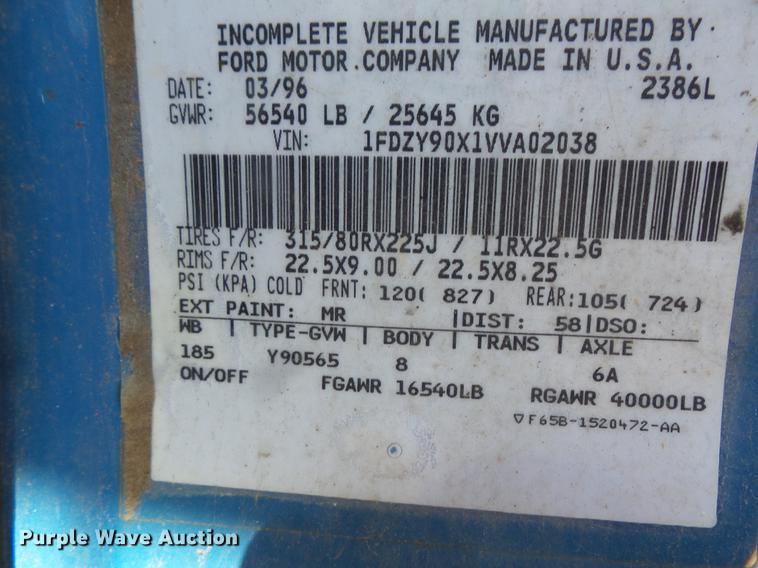 INCOMPLETE VEHICLE MANUFACTURED BY
FORD MOTOR COMPANY MADE IN U.S.A.
DATE: 03/96 2386L
GVWR: 56540 LB / 25645 KG
VIN: 1FDZY90X1VVA02038
TIRES F/R: 315/80RX225J / 11RX22.5G
RIMS F/R: 22.5X9.00 / 22.5X8.25
PSI (KPA) COLD FRNT: 120( 827) REAR: 105( 724)
EXT PAINT: MR |DIST: 58|DSO:
WB | TYPE-GVW | BODY | TRANS | AXLE
185 Y90565 8 6A
ON/OFF FGAWR 16540LB RGAWR 40000LB
▽F65B-1520472-AA
Purple Wave Auction